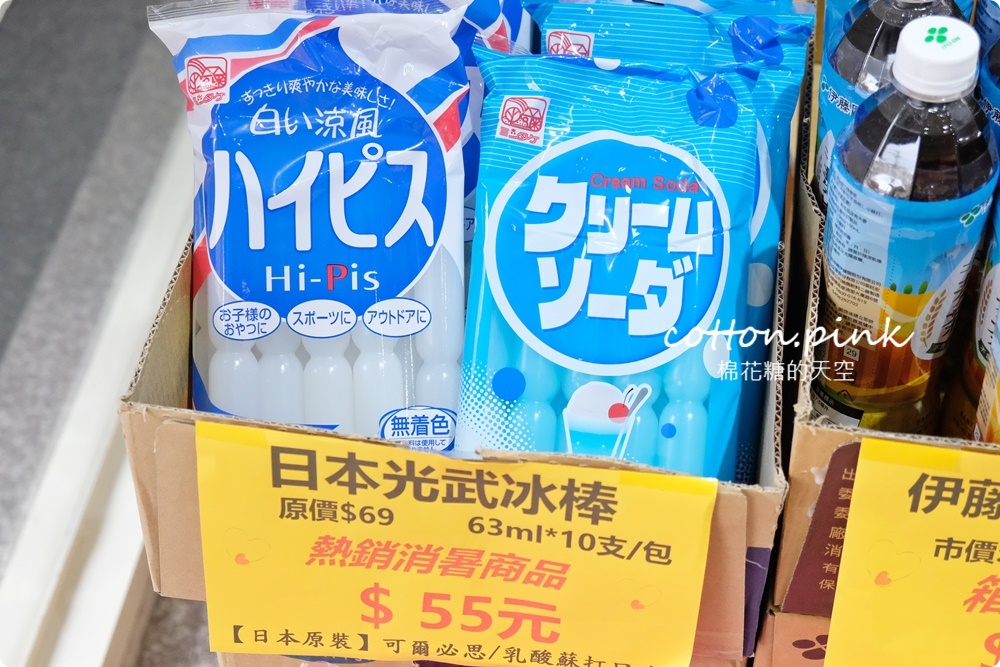 すっきり爽やかな美味しさ!
白い涼風
ハイピス
Hi-Pis
お子様の
おやつに
スポーツに
アウトドアに
無着色
Cream Soda
クリーム
ソーダ
cotton.pink
棉花糖的天空
日本光武冰棒
原價$69
63ml*10支/包
熱銷消暑商品
$ 55元
【日本原裝】可爾必思/乳酸蘇打
伊藤
市價
箱